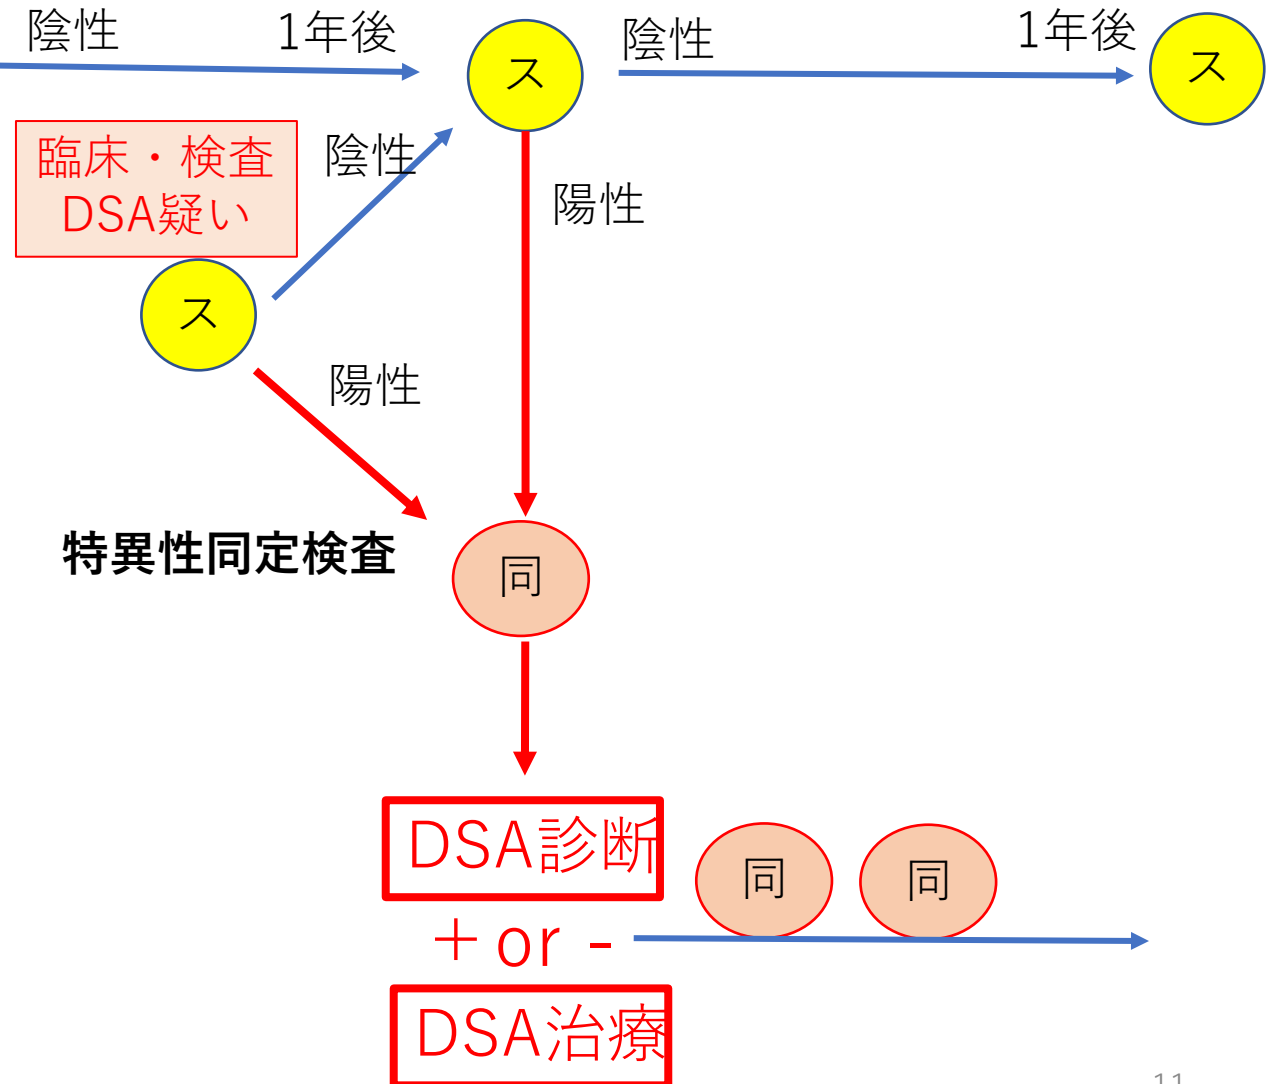 陰性
1年後
ス
陰性
1年後
ス
臨床・検査
DSA疑い
陰性
陽性
ス
陽性
特異性同定検査
同
DSA診断
同
同
＋or -
DSA治療
11